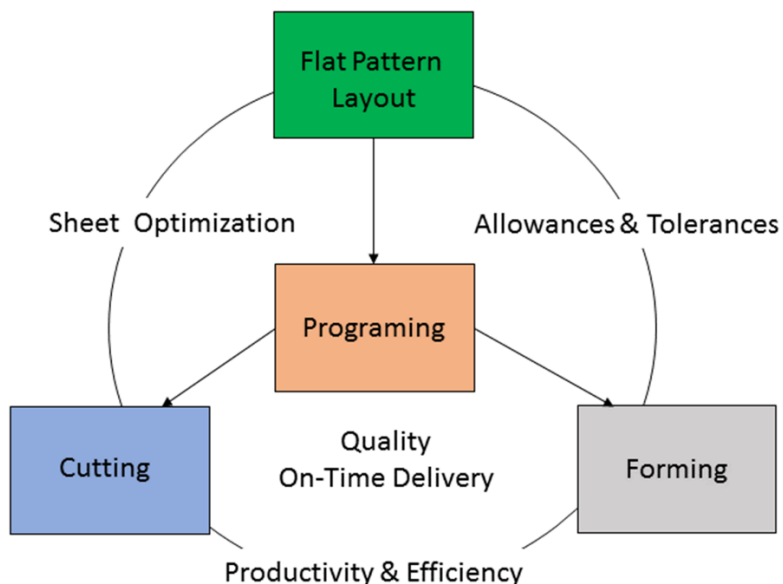 Flat Pattern
Layout
Sheet Optimization
Allowances & Tolerances
Programing
Quality
On-Time Delivery
Cutting
Forming
Productivity & Efficiency